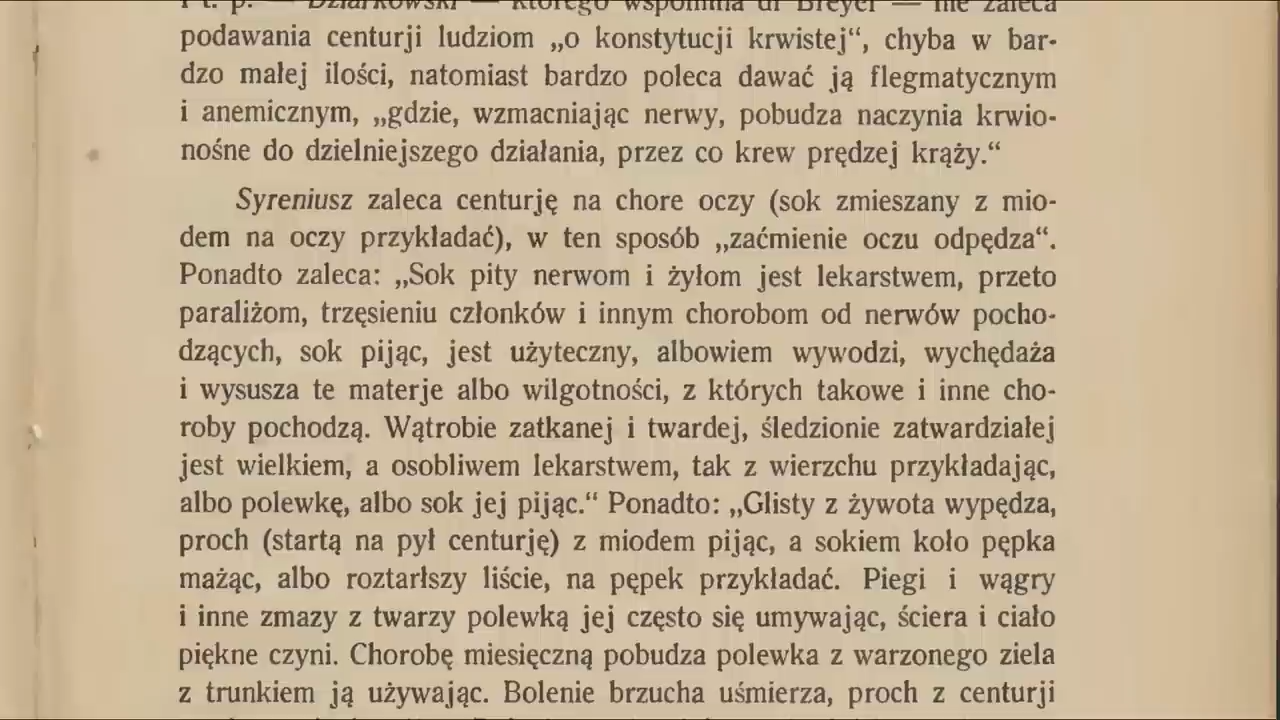 i t. p. — Dziarkowski — którego wspomina dr Breyer — nie zaleca
podawania centurji ludziom „o konstytucji krwistej“, chyba w bar-
dzo małej ilości, natomiast bardzo poleca dawać ją flegmatycznym
i anemicznym, „gdzie, wzmacniając nerwy, pobudza naczynia krwio-
nośne do dzielniejszego działania, przez co krew prędzej krąży.“
Syreniusz zaleca centurję na chore oczy (sok zmieszany z mio-
dem na oczy przykładać), w ten sposób „zaćmienie oczu odpędza“.
Ponadto zaleca: „Sok pity nerwom i żyłom jest lekarstwem, przeto
paraliżom, trzęsieniu członków i innym chorobom od nerwów pocho-
dzących, sok pijąc, jest użyteczny, albowiem wywodzi, wychędaża
i wysusza te materje albo wilgotności, z których takowe i inne cho-
roby pochodzą. Wątrobie zatkanej i twardej, śledzionie zatwardziałej
jest wielkiem, a osobliwem lekarstwem, tak z wierzchu przykładając,
albo polewkę, albo sok jej pijąc.“ Ponadto: „Glisty z żywota wypędza,
proch (startą na pył centurję) z miodem pijąc, a sokiem koło pępka
mażąc, albo roztarłszy liście, na pępek przykładać. Piegi i wągry
i inne zmazy z twarzy polewką jej często się umywając, ściera i ciało
piękne czyni. Chorobę miesięczną pobudza polewka z warzonego ziela
z trunkiem ją używając. Bolenie brzucha uśmierza, proch z centurji